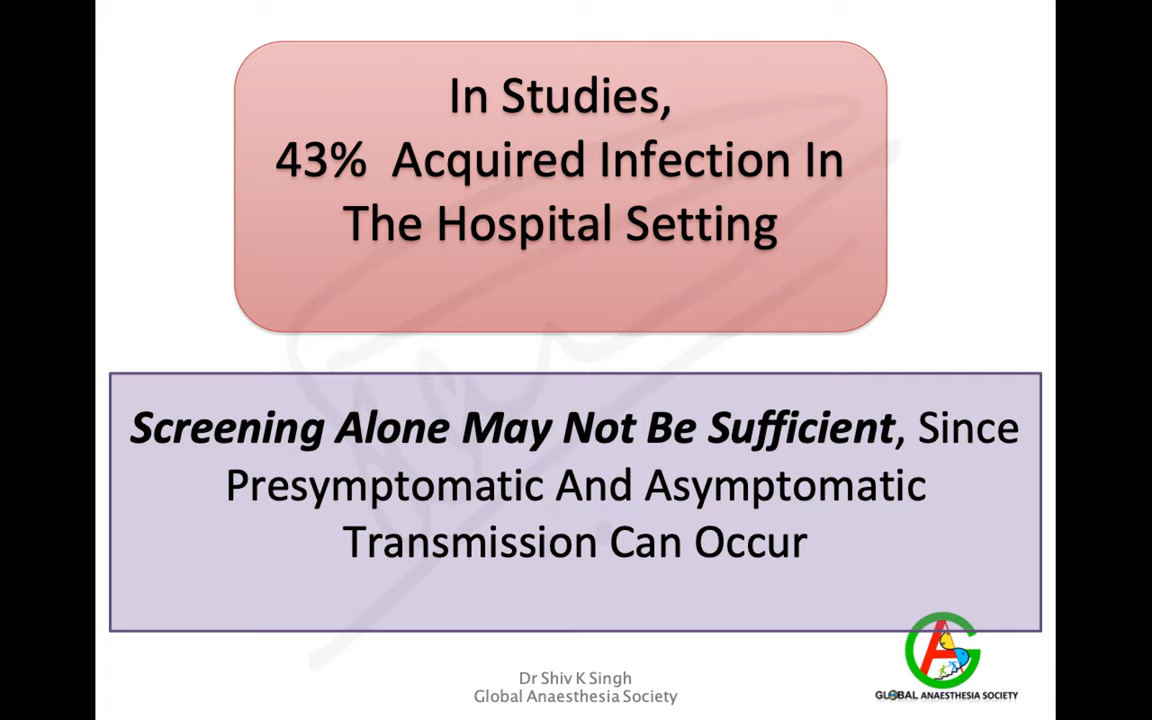 In Studies,
43% Acquired Infection In
The Hospital Setting
Screening Alone May Not Be Sufficient, Since
Presymptomatic And Asymptomatic
Transmission Can Occur
Dr Shiv K Singh
Global Anaesthesia Society
GLOBAL ANAESTHESIA SOCIETY